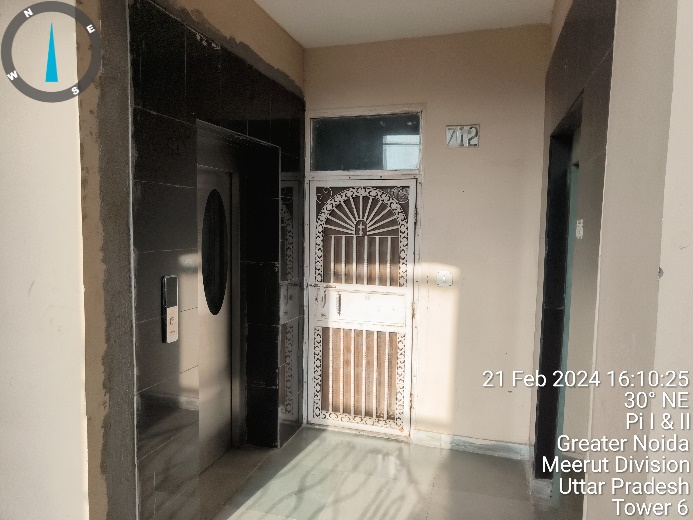 N
E
W
S
712
21 Feb 2024 16:10:25
30° NE
Pi I & II
Greater Noida
Meerut Division
Uttar Pradesh
Tower 6